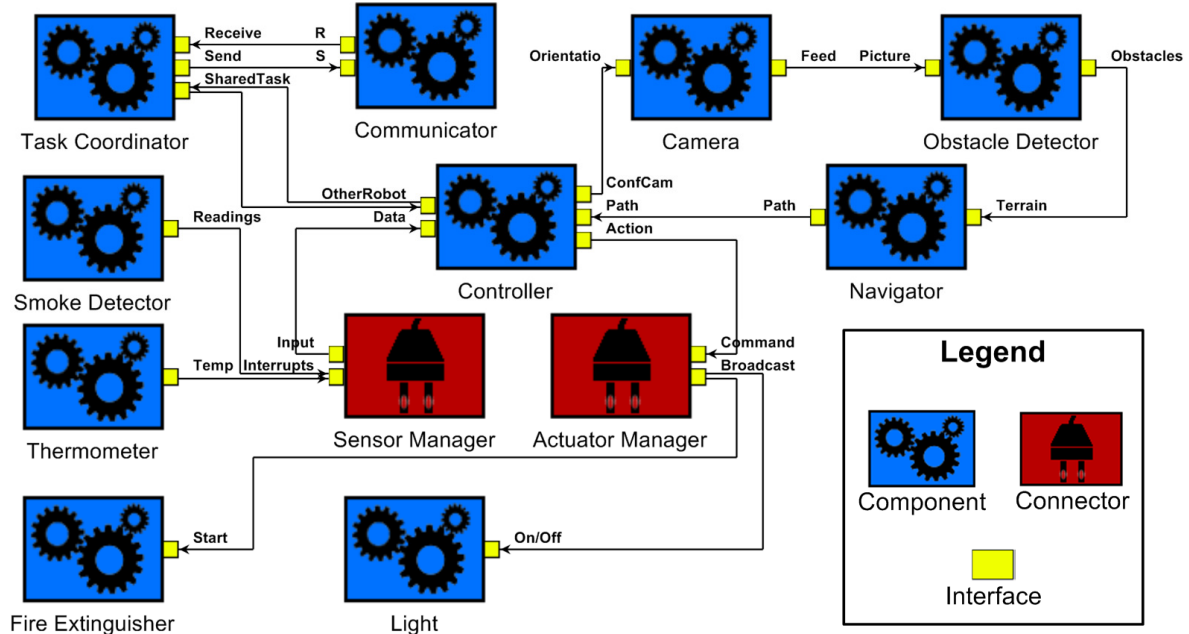 Receive
R
Send
S
SharedTask
Task Coordinator
Communicator
Orientatio
Feed
Picture
Obstacles
Camera
Obstacle Detector
Readings
Smoke Detector
OtherRobot
Data
ConfCam
Path
Action
Controller
Path
Terrain
Navigator
Input
Temp
Interrupts
Thermometer
Sensor Manager
Command
Broadcast
Actuator Manager
Start
Fire Extinguisher
On/Off
Light
Legend
Component
Connector
Interface